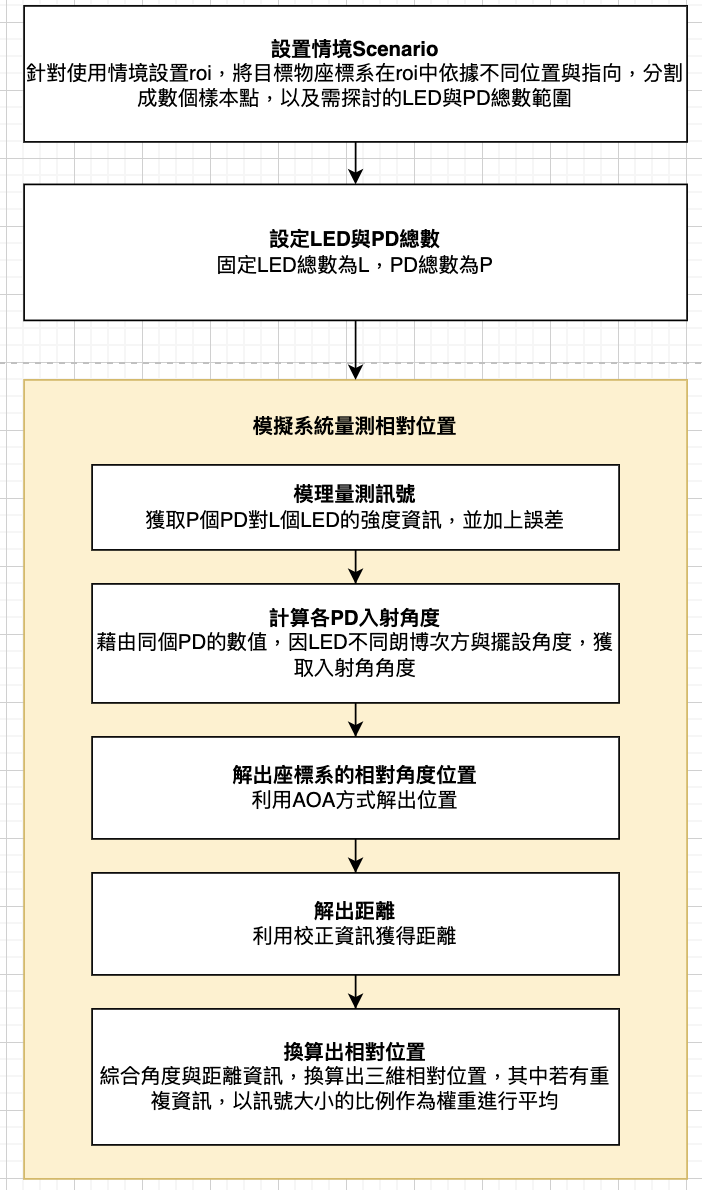 設置情境Scenario
針對使用情境設置roi，將目標物座標系在roi中依據不同位置與指向，分割
成數個樣本點，以及需探討的LED與PD總數範圍
設定LED與PD總數
固定LED總數為L，PD總數為P
模擬系統量測相對位置
模理量測訊號
獲取P個PD對L個LED的強度資訊，並加上誤差
計算各PD入射角度
藉由同個PD的數值，因LED不同朗博次方與擺設角度，獲
取入射角角度
解出座標系的相對角度位置
利用AOA方式解出位置
解出距離
利用校正資訊獲得距離
換算出相對位置
綜合角度與距離資訊，換算出三維相對位置，其中若有重
複資訊，以訊號大小的比例作為權重進行平均